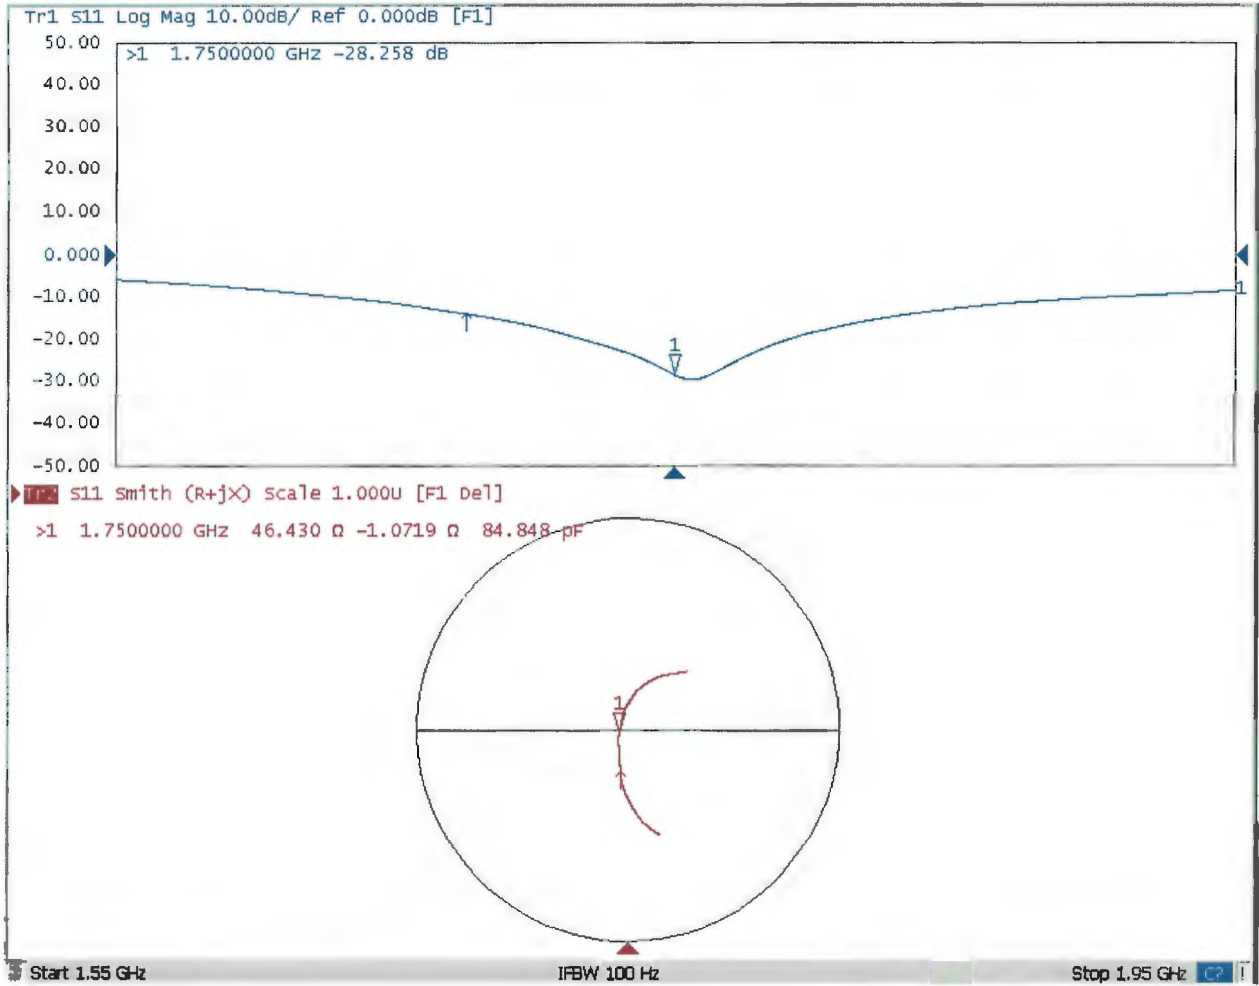 Tr1 S11 Log Mag 10.00dB/ Ref 0.000dB [F1]
50.00
>1 1.7500000 GHz -28.258 dB
40.00
30.00
20.00
10.00
0.000
-10.00
1
-20.00
1
-30.00
-40.00
-50.00
Tr2 S11 Smith (R+jX) Scale 1.000U [F1 Del]
>1 1.7500000 GHz 46.430 Ω -1.0719 Ω 84.848 pF
1
Start 1.55 GHz IFBW 100 Hz Stop 1.95 GHz C? !